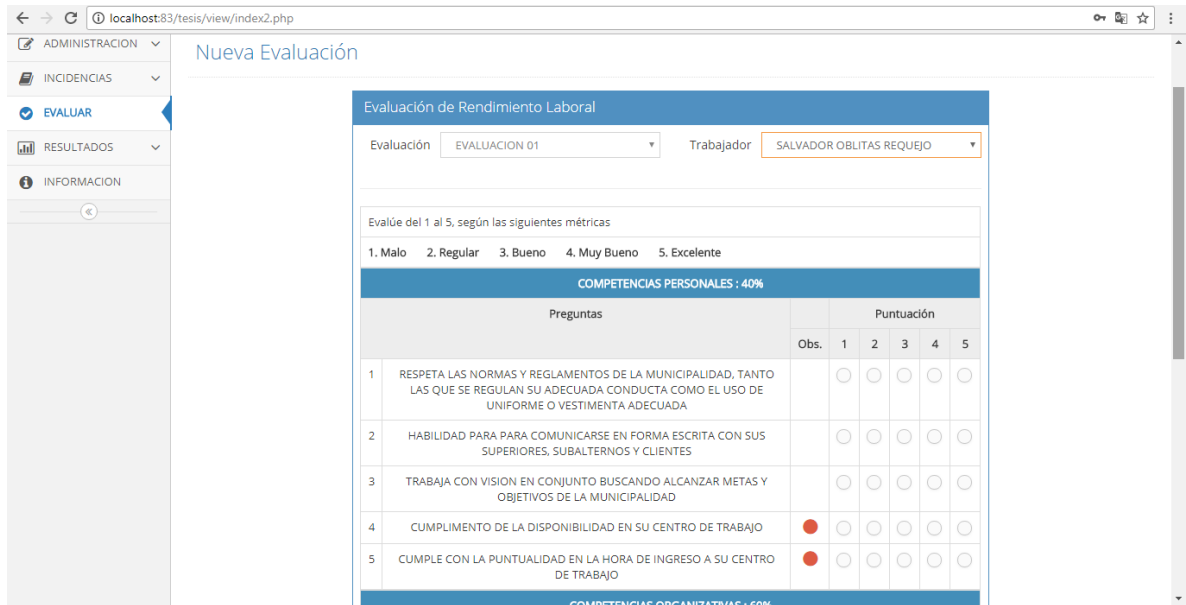 localhost:83/tesis/view/index2.php
ADMINISTRACION
INCIDENCIAS
EVALUAR
RESULTADOS
INFORMACION
Nueva Evaluación
Evaluación de Rendimiento Laboral
Evaluación EVALUACION 01 Trabajador SALVADOR OBLITAS REQUEJO
Evalúe del 1 al 5, según las siguientes métricas
1. Malo 2. Regular 3. Bueno 4. Muy Bueno 5. Excelente
COMPETENCIAS PERSONALES : 40%
Preguntas Puntuación
Obs. 1 2 3 4 5
1 RESPETA LAS NORMAS Y REGLAMENTOS DE LA MUNICIPALIDAD, TANTO
LAS QUE SE REGULAN SU ADECUADA CONDUCTA COMO EL USO DE
UNIFORME O VESTIMENTA ADECUADA
2 HABILIDAD PARA PARA COMUNICARSE EN FORMA ESCRITA CON SUS
SUPERIORES, SUBALTERNOS Y CLIENTES
3 TRABAJA CON VISION EN CONJUNTO BUSCANDO ALCANZAR METAS Y
OBJETIVOS DE LA MUNICIPALIDAD
4 CUMPLIMENTO DE LA DISPONIBILIDAD EN SU CENTRO DE TRABAJO
5 CUMPLE CON LA PUNTUALIDAD EN LA HORA DE INGRESO A SU CENTRO
DE TRABAJO
COMPETENCIAS ORGANIZATIVAS : 60%